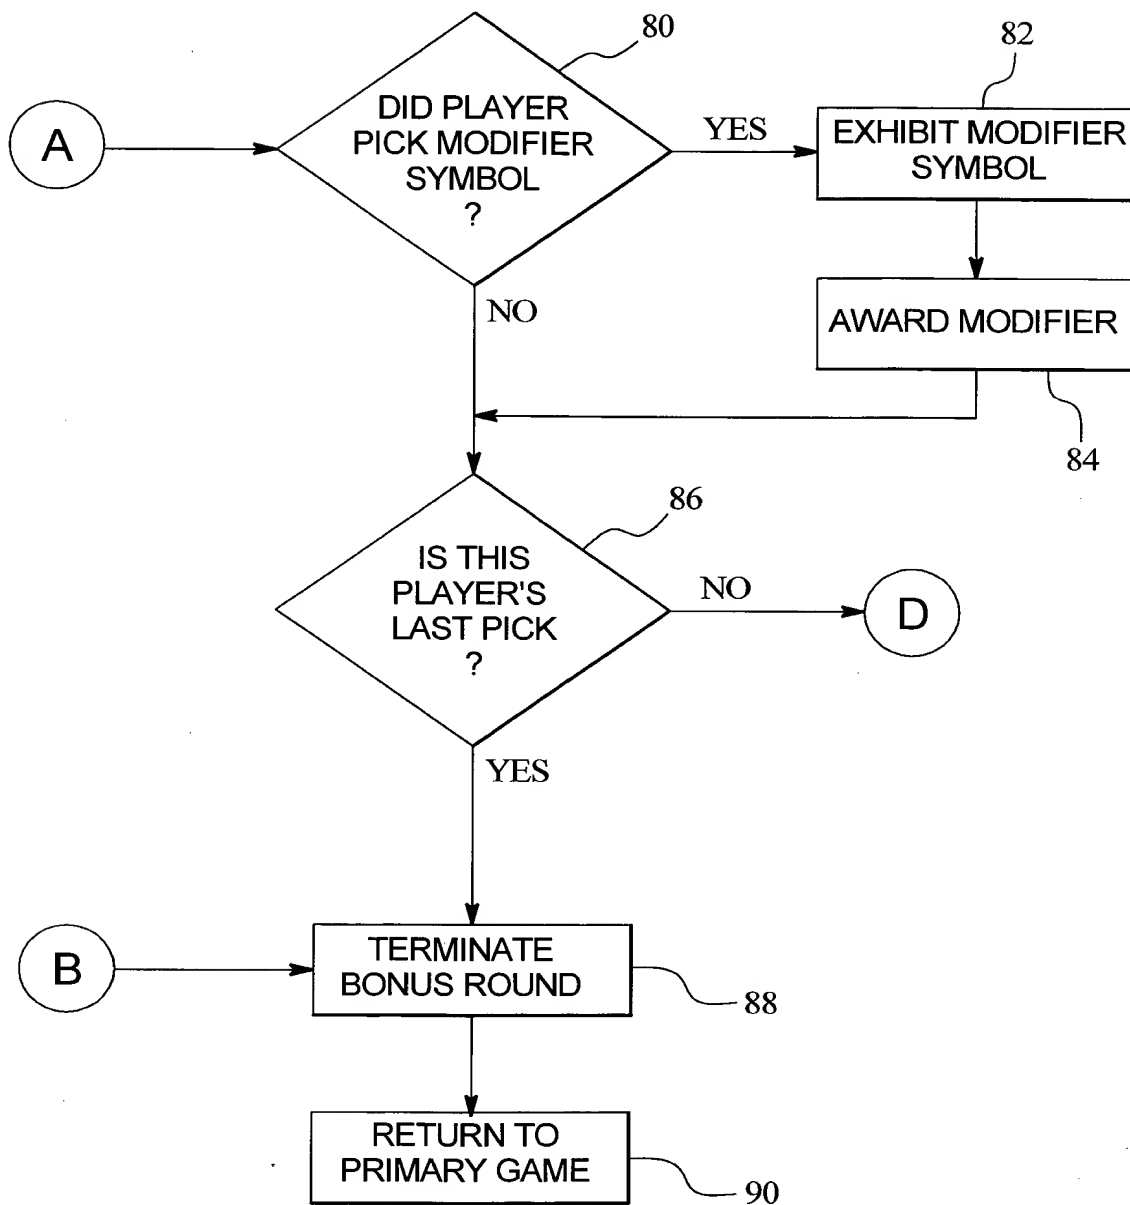 80
82
A
DID PLAYER
PICK MODIFIER
SYMBOL
?
YES
EXHIBIT MODIFIER
SYMBOL
NO
AWARD MODIFIER
84
86
IS THIS
PLAYER'S
LAST PICK
?
NO
D
YES
B
TERMINATE
BONUS ROUND
88
RETURN TO
PRIMARY GAME
90